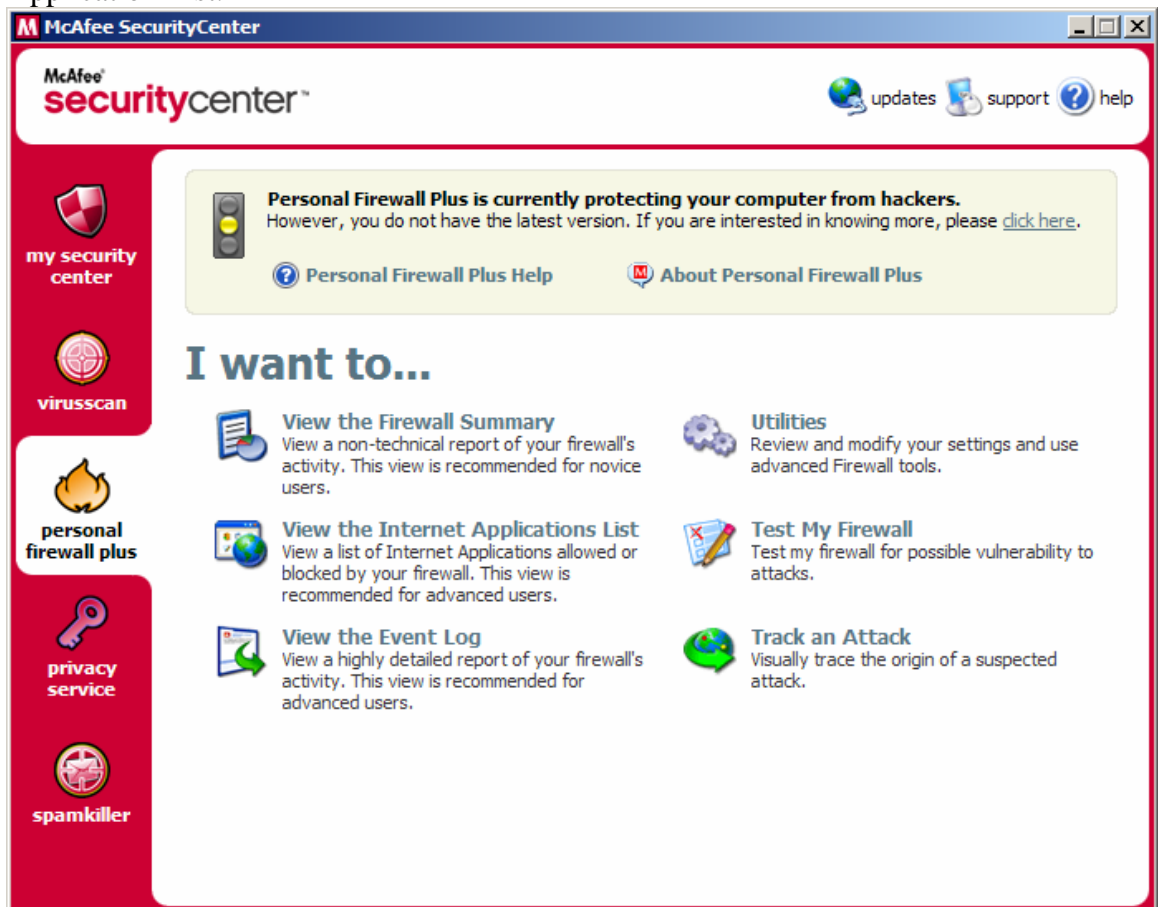 McAfee SecurityCenter
McAfee®
securitycenter™
updates
support
help
my security
center
virusscan
personal
firewall plus
privacy
service
spamkiller
Personal Firewall Plus is currently protecting your computer from hackers.
However, you do not have the latest version. If you are interested in knowing more, please click here.
Personal Firewall Plus Help
About Personal Firewall Plus
I want to...
View the Firewall Summary
View a non-technical report of your firewall's
activity. This view is recommended for novice
users.
View the Internet Applications List
View a list of Internet Applications allowed or
blocked by your firewall. This view is
recommended for advanced users.
View the Event Log
View a highly detailed report of your firewall's
activity. This view is recommended for
advanced users.
Utilities
Review and modify your settings and use
advanced Firewall tools.
Test My Firewall
Test my firewall for possible vulnerability to
attacks.
Track an Attack
Visually trace the origin of a suspected
attack.